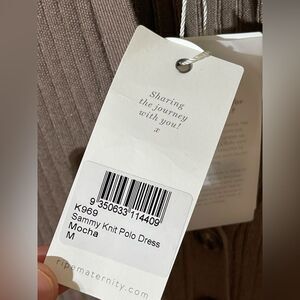 Sharing
the journey
with you!
x
9 350633 114409
K969
Sammy Knit Polo Dress
Mocha
M
ripematernity.com